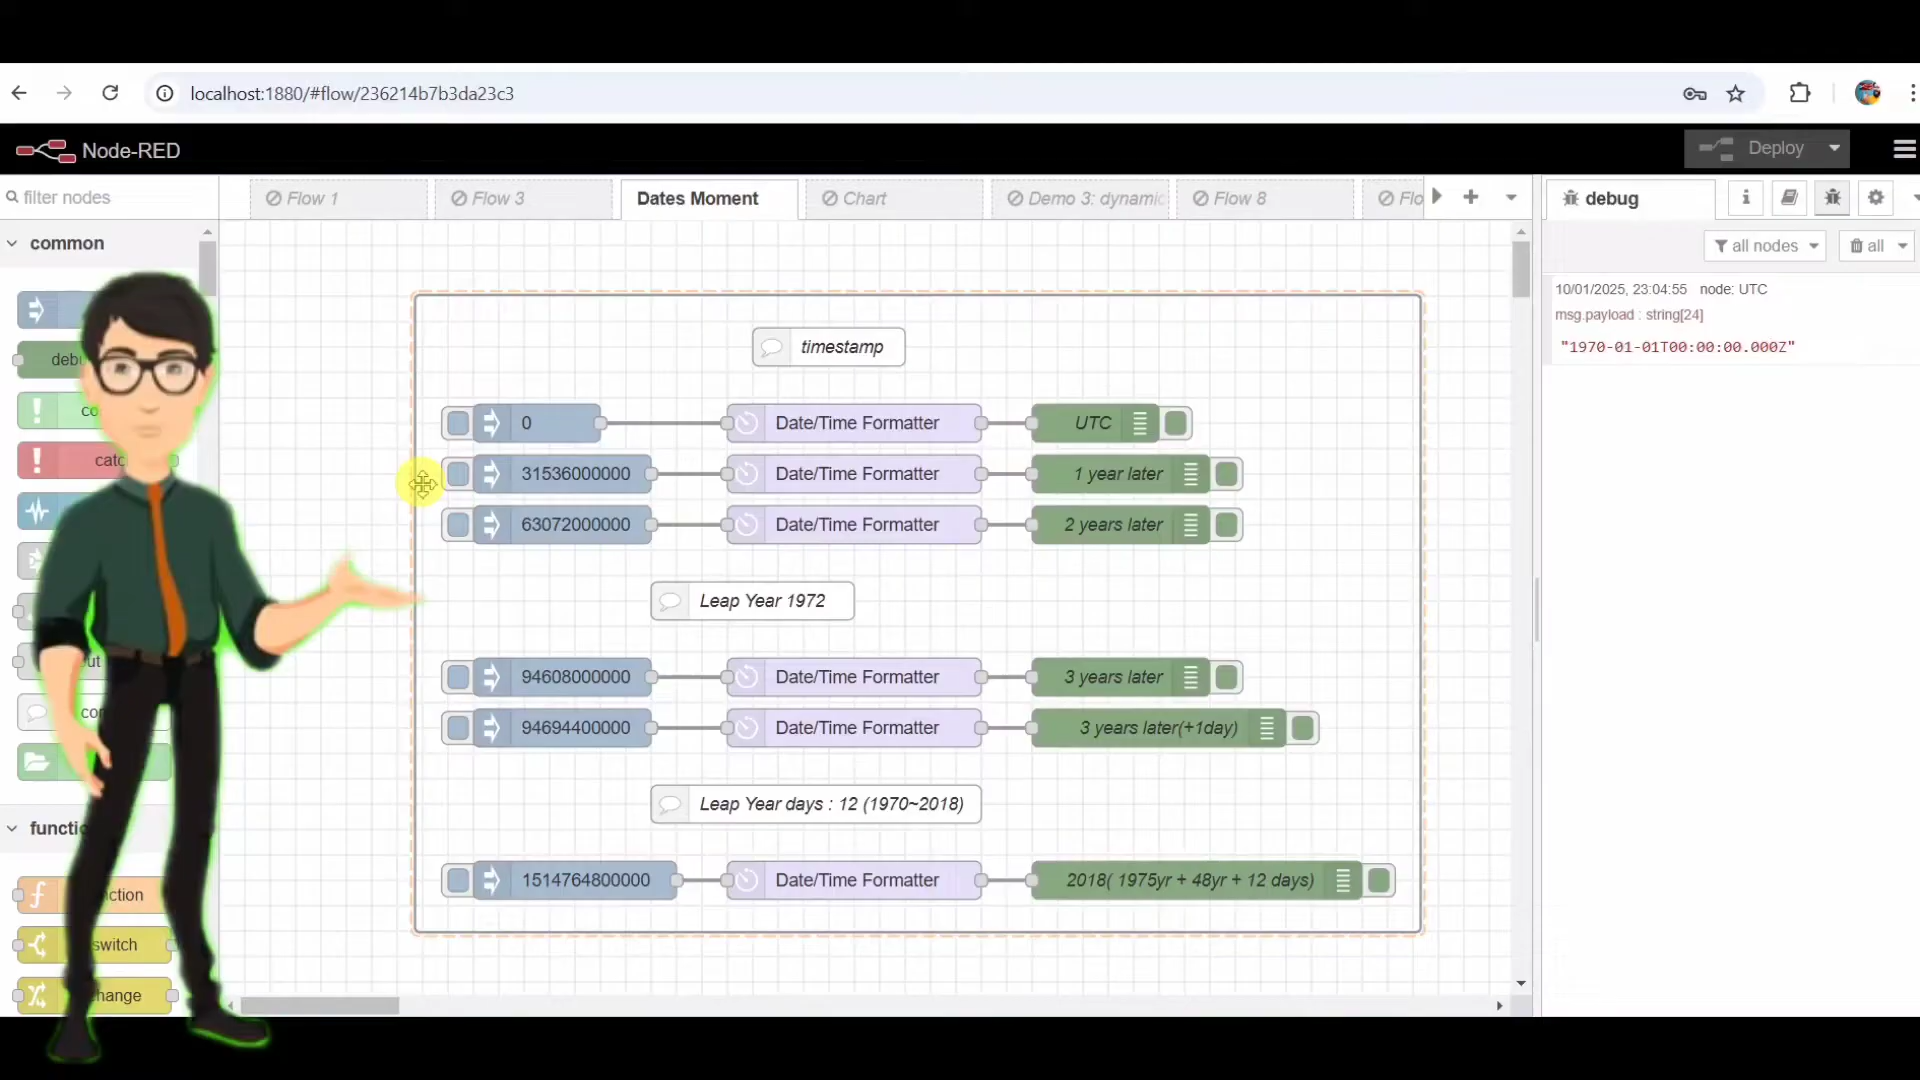 localhost:1880/#flow/236214b7b3da23c3
Node-RED
Deploy
filter nodes
Flow 1
Flow 3
Dates Moment
Chart
Demo 3: dynamic
Flow 8
Flo
debug
common
all nodes
all
10/01/2025, 23:04:55 node: UTC
msg.payload : string[24]
"1970-01-01T00:00:00.000Z"
timestamp
0
Date/Time Formatter
UTC
31536000000
Date/Time Formatter
1 year later
63072000000
Date/Time Formatter
2 years later
Leap Year 1972
94608000000
Date/Time Formatter
3 years later
94694400000
Date/Time Formatter
3 years later(+1day)
Leap Year days : 12 (1970~2018)
1514764800000
Date/Time Formatter
2018( 1975yr + 48yr + 12 days)
switch